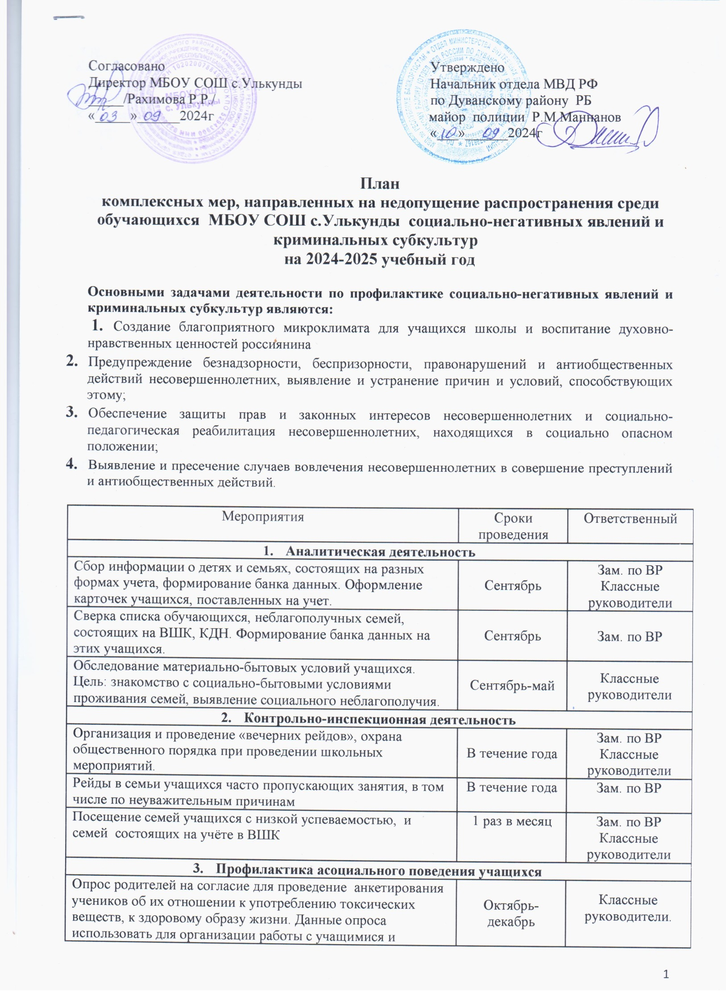 Согласовано
Директор МБОУ СОШ с.Улькунды
_____/Рахимова Р.Р./
«03»  09  2024г
МБОУ СОШ
с. Улькунды
Утверждено
Начальник отдела МВД РФ
по Дуванскому району  РБ
майор  полиции  Р.М.Маннанов
«10»  09  2024г
План
комплексных мер, направленных на недопущение распространения среди
обучающихся  МБОУ СОШ с.Улькунды  социально-негативных явлений и
криминальных субкультур
на 2024-2025 учебный год
Основными задачами деятельности по профилактике социально-негативных явлений и
криминальных субкультур являются:
1. Создание благоприятного микроклимата для учащихся школы и воспитание духовно-
нравственных ценностей россиянина
2. Предупреждение безнадзорности, беспризорности, правонарушений и антиобщественных
действий несовершеннолетних, выявление и устранение причин и условий, способствующих
этому;
3. Обеспечение защиты прав и законных интересов несовершеннолетних и социально-
педагогическая реабилитация несовершеннолетних, находящихся в социально опасном
положении;
4. Выявление и пресечение случаев вовлечения несовершеннолетних в совершение преступлений
и антиобщественных действий.
Мероприятия
Сроки
проведения
Ответственный
1. Аналитическая деятельность
Сбор информации о детях и семьях, состоящих на разных
формах учета, формирование банка данных. Оформление
карточек учащихся, поставленных на учет.
Сентябрь
Зам. по ВР
Классные
руководители
Сверка списка обучающихся, неблагополучных семей,
состоящих на ВШК, КДН. Формирование банка данных на
этих учащихся.
Сентябрь
Зам. по ВР
Обследование материально-бытовых условий учащихся.
Цель: знакомство с социально-бытовыми условиями
проживания семей, выявление социального неблагополучия.
Сентябрь-май
Классные
руководители
2. Контрольно-инспекционная деятельность
Организация и проведение «вечерних рейдов», охрана
общественного порядка при проведении школьных
мероприятий.
В течение года
Зам. по ВР
Классные
руководители
Рейды в семьи учащихся часто пропускающих занятия, в том
числе по неуважительным причинам
В течение года
Зам. по ВР
Посещение семей учащихся с низкой успеваемостью,  и
семей  состоящих на учёте в ВШК
1 раз в месяц
Зам. по ВР
Классные
руководители
3. Профилактика асоциального поведения учащихся
Опрос родителей на согласие для проведение  анкетирования
учеников об их отношении к употреблению токсических
веществ, к здоровому образу жизни. Данные опроса
использовать для организации работы с учащимися и
Октябрь-
декабрь
Классные
руководители.
1